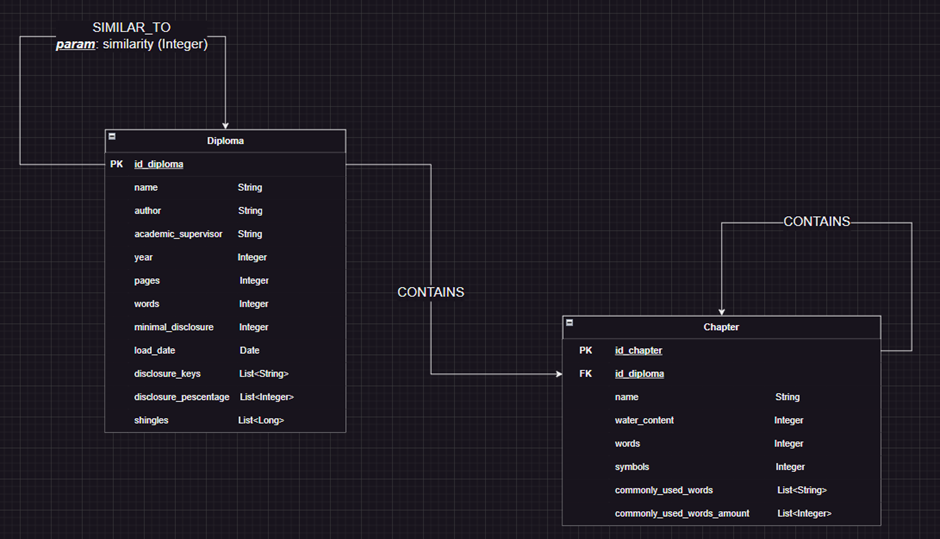 SIMILAR_TO
param: similarity (Integer)
Diploma
PK id_diploma
name String
author String
academic_supervisor String
year Integer
pages Integer
words Integer
minimal_disclosure Integer
load_date Date
disclosure_keys List<String>
disclosure_pescentage List<Integer>
shingles List<Long>
CONTAINS
CONTAINS
Chapter
PK id_chapter
FK id_diploma
name String
water_content Integer
words Integer
symbols Integer
commonly_used_words List<String>
commonly_used_words_amount List<Integer>